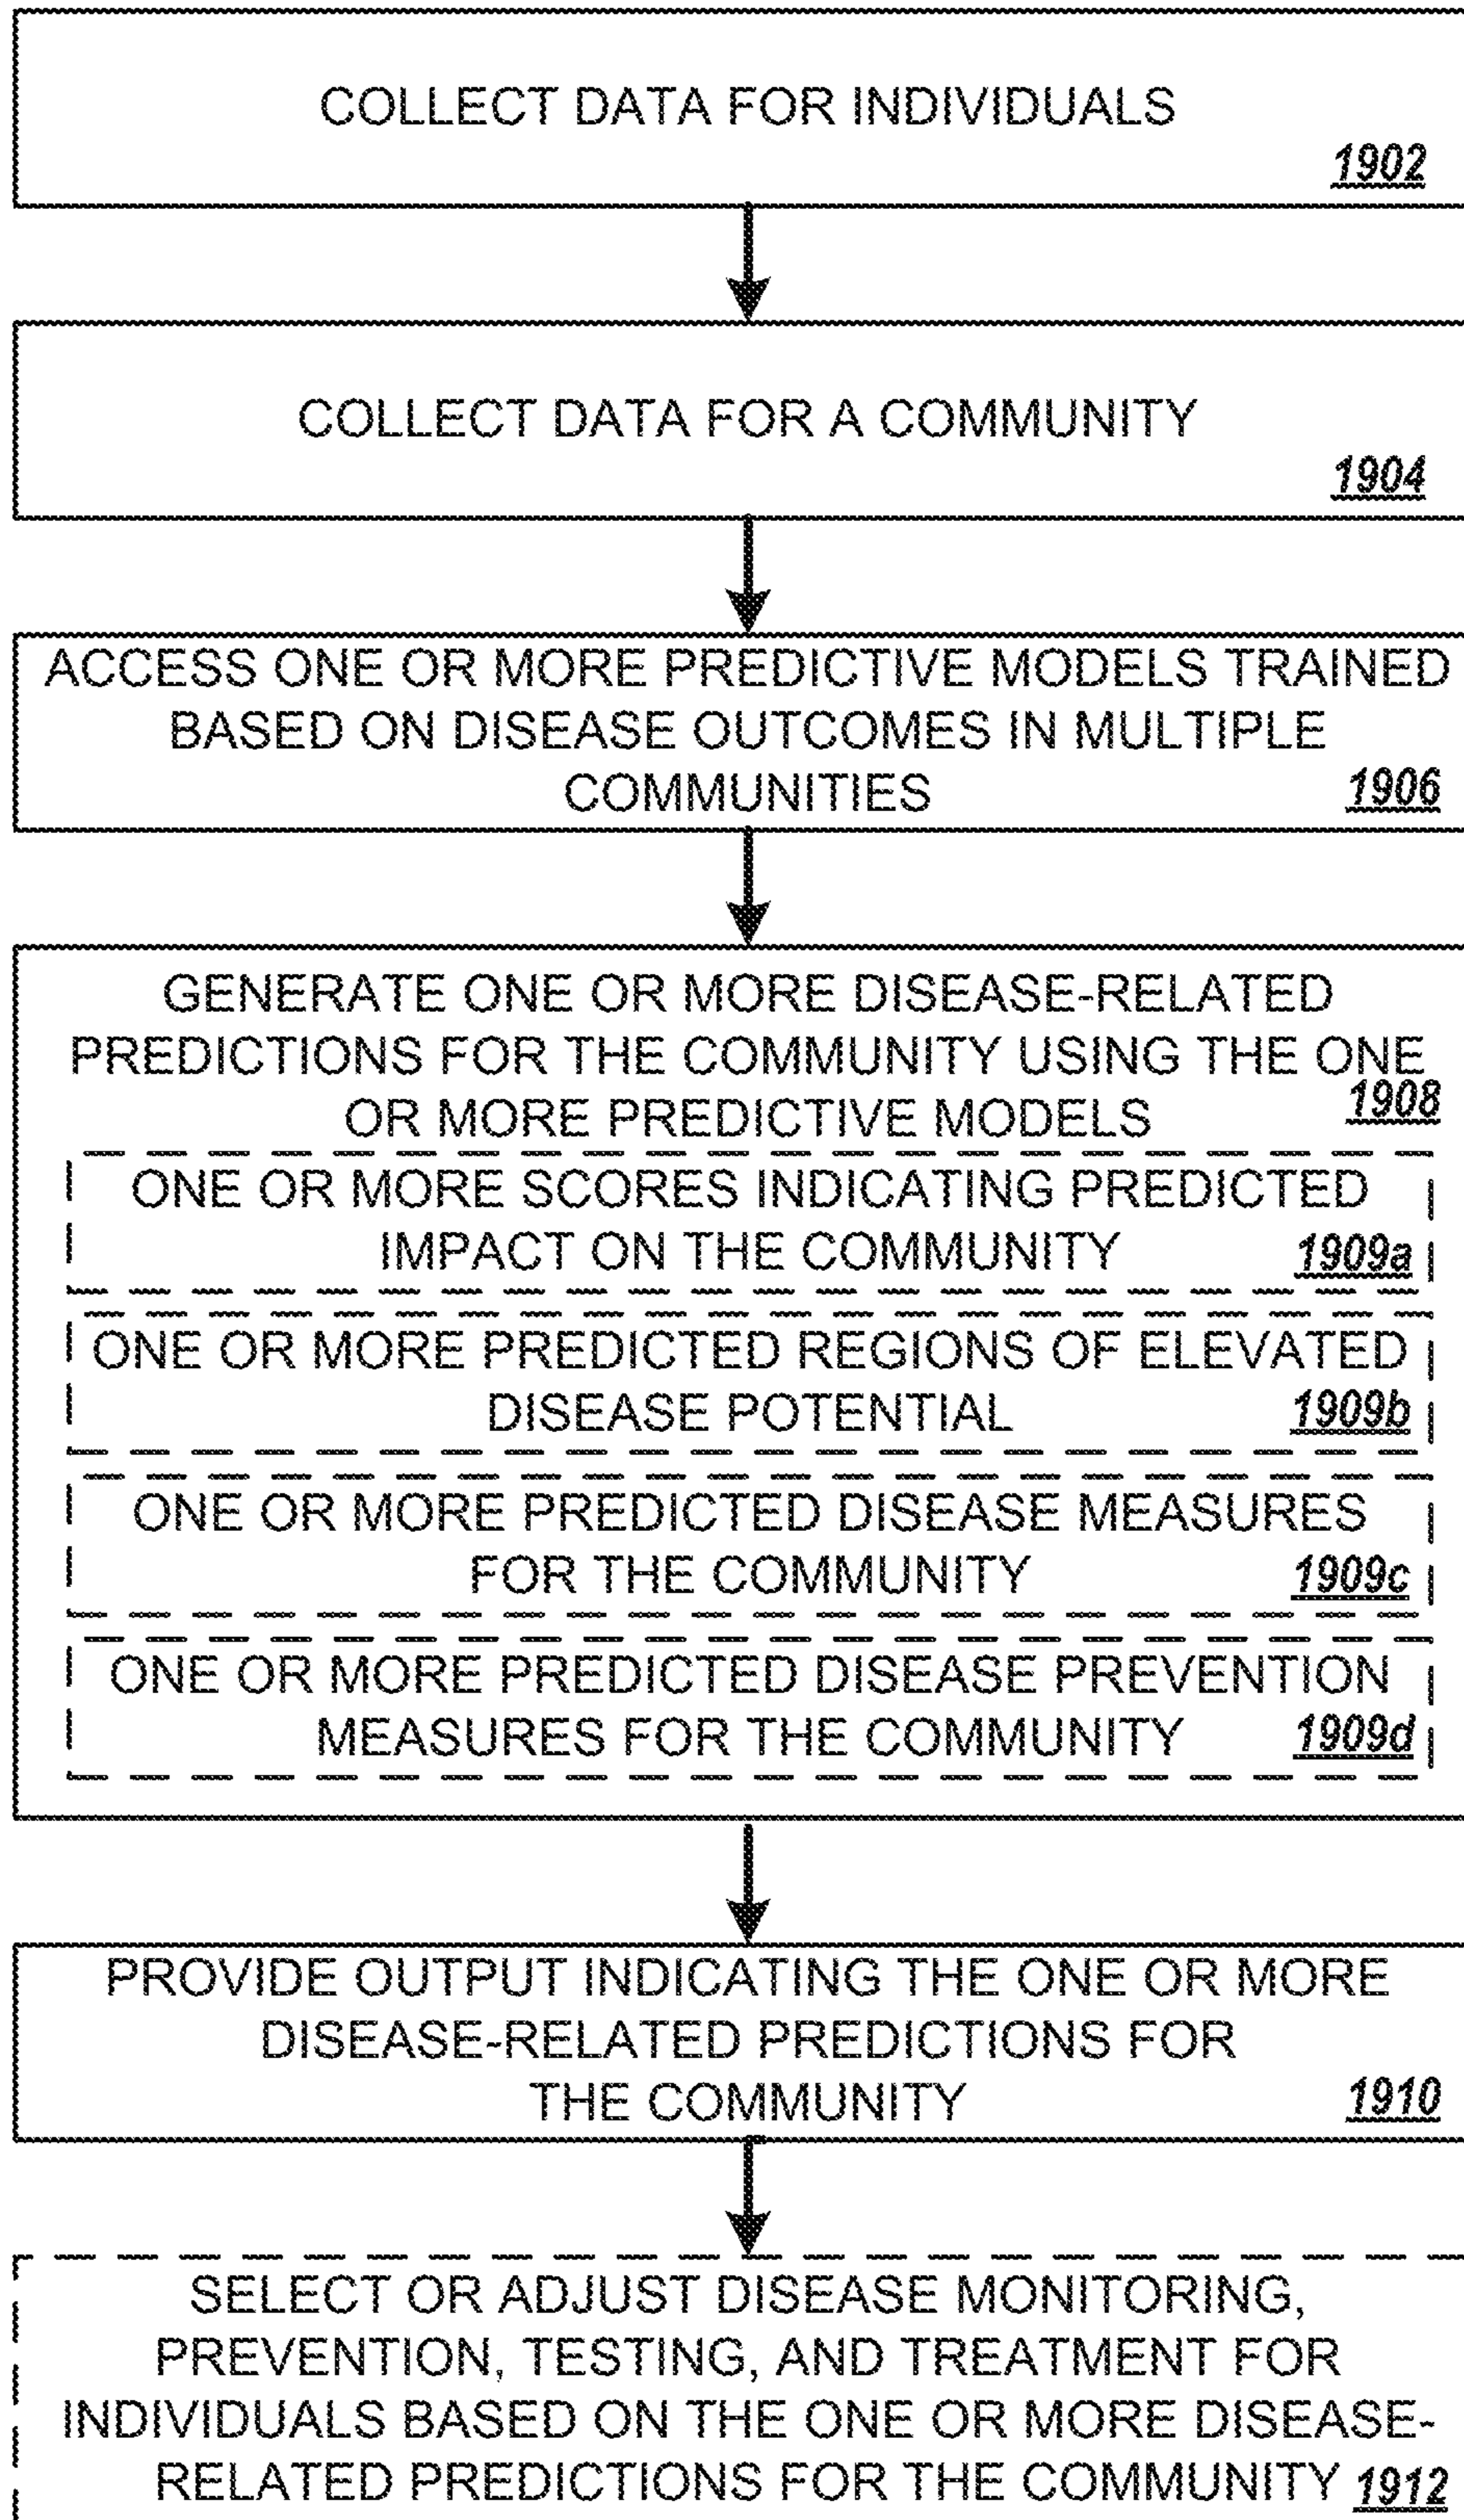 COLLECT DATA FOR INDIVIDUALS
1902
COLLECT DATA FOR A COMMUNITY
1904
ACCESS ONE OR MORE PREDICTIVE MODELS TRAINED
BASED ON DISEASE OUTCOMES IN MULTIPLE
COMMUNITIES 1906
GENERATE ONE OR MORE DISEASE-RELATED
PREDICTIONS FOR THE COMMUNITY USING THE ONE
OR MORE PREDICTIVE MODELS 1908
ONE OR MORE SCORES INDICATING PREDICTED
IMPACT ON THE COMMUNITY 1909a
ONE OR MORE PREDICTED REGIONS OF ELEVATED
DISEASE POTENTIAL 1909b
ONE OR MORE PREDICTED DISEASE MEASURES
FOR THE COMMUNITY 1909c
ONE OR MORE PREDICTED DISEASE PREVENTION
MEASURES FOR THE COMMUNITY 1909d
PROVIDE OUTPUT INDICATING THE ONE OR MORE
DISEASE-RELATED PREDICTIONS FOR
THE COMMUNITY 1910
SELECT OR ADJUST DISEASE MONITORING,
PREVENTION, TESTING, AND TREATMENT FOR
INDIVIDUALS BASED ON THE ONE OR MORE DISEASE-
RELATED PREDICTIONS FOR THE COMMUNITY 1912